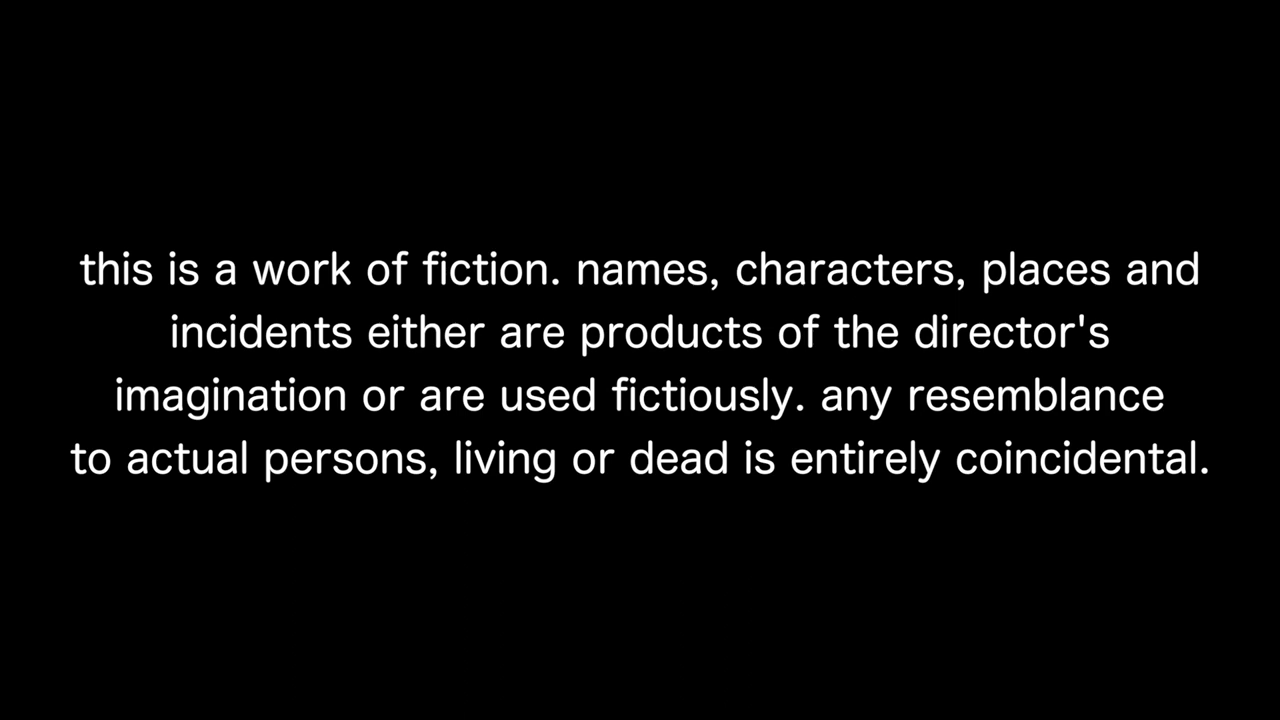 this is a work of fiction. names, characters, places and
incidents either are products of the director's
imagination or are used fictiously. any resemblance
to actual persons, living or dead is entirely coincidental.